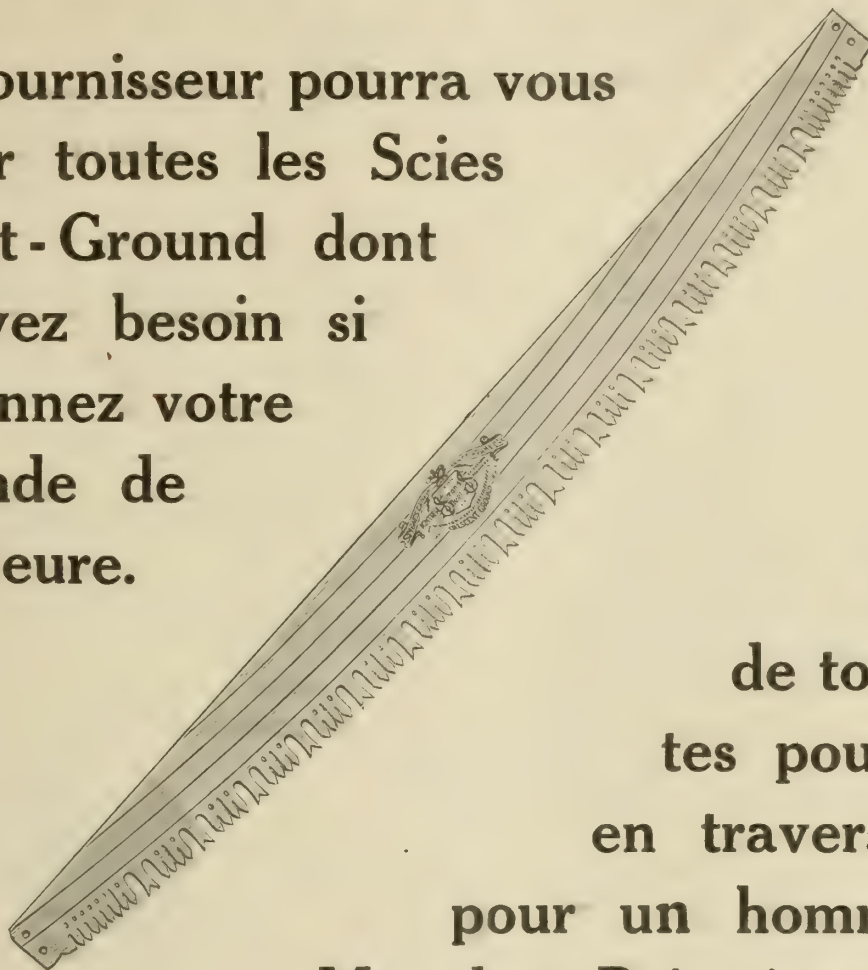 ournisseur pourra vous
r toutes les Scies
t-Ground dont
vez besoin si
nnez votre
de de
eure.
de to
tes pou
en travers
pour un homm